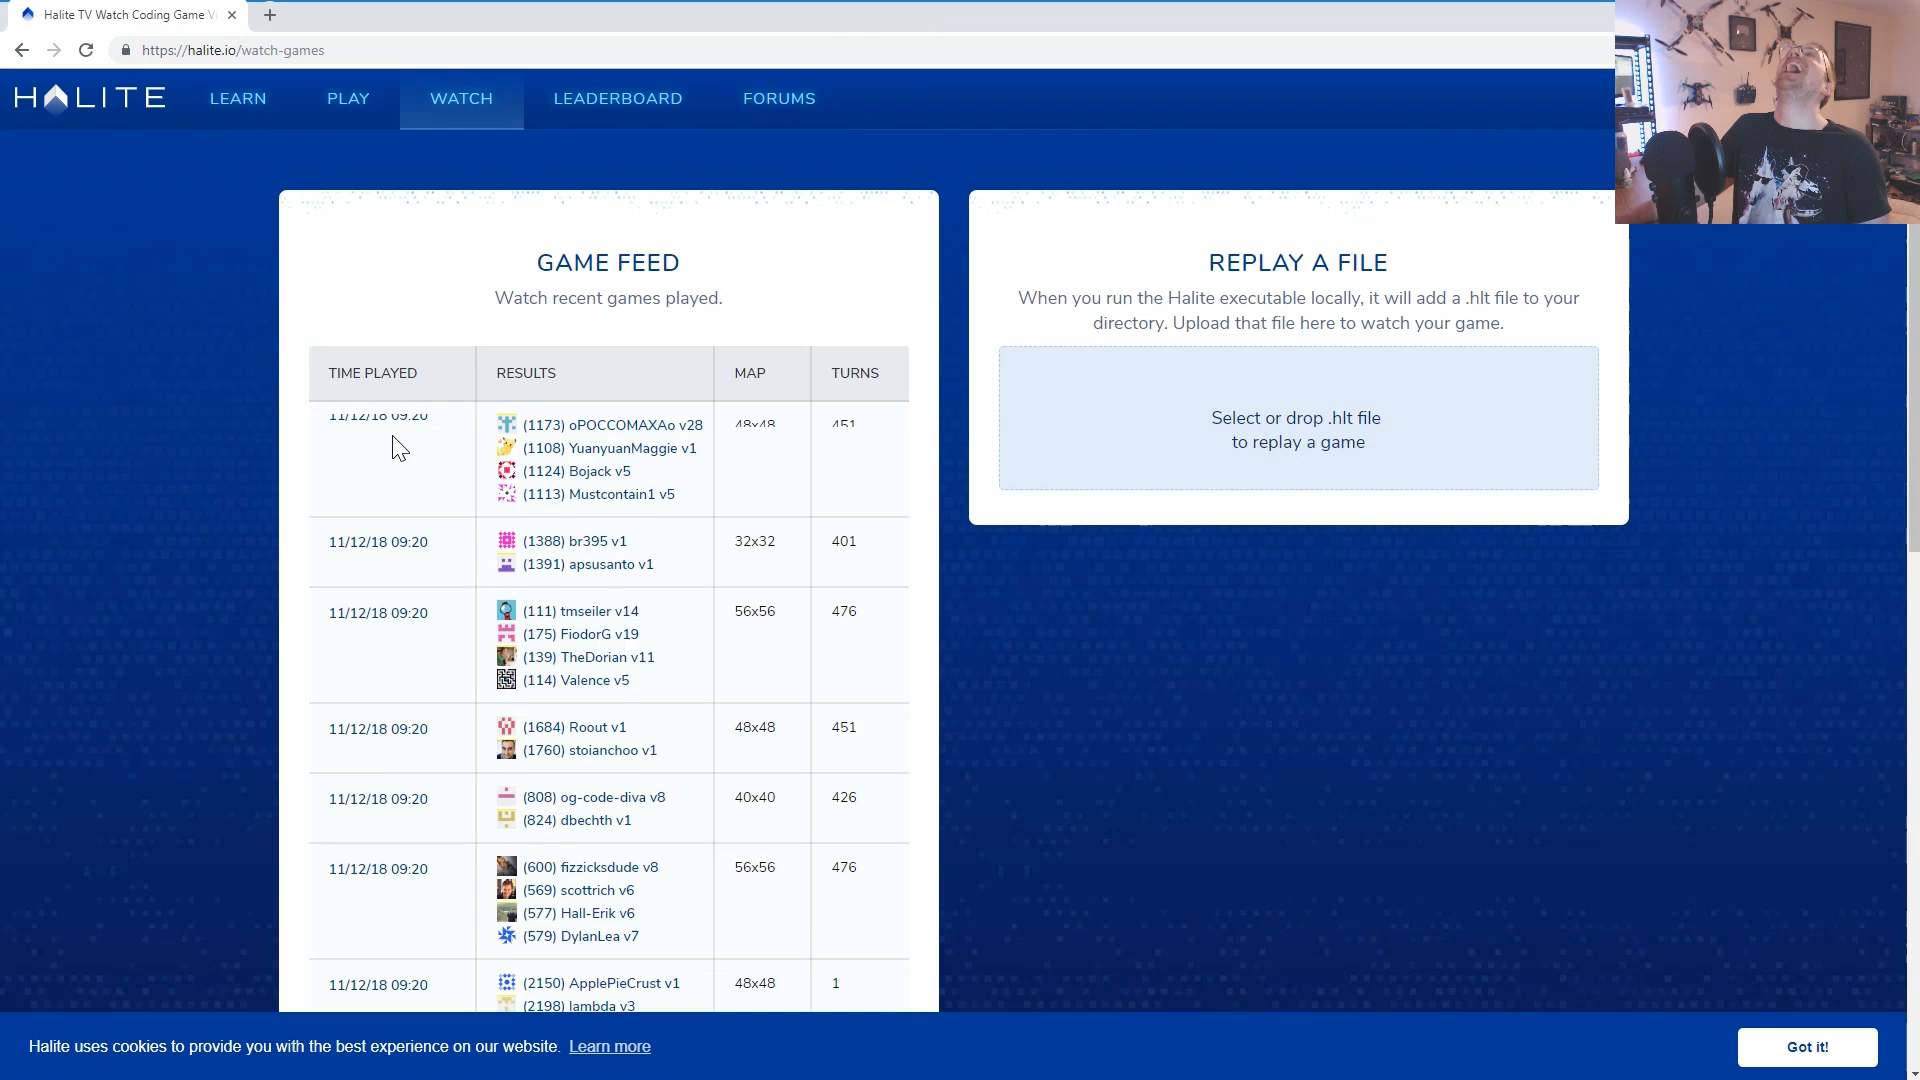 Halite TV Watch Coding Game V
https://halite.io/watch-games
HALITE
LEARN
PLAY
WATCH
LEADERBOARD
FORUMS
GAME FEED
Watch recent games played.
TIME PLAYED
RESULTS
MAP
TURNS
11/12/18 09:20
(1173) oPOCCOMAXAo v28
48x48
451
(1108) YuanyuanMaggie v1
(1124) Bojack v5
(1113) Mustcontain1 v5
11/12/18 09:20
(1388) br395 v1
32x32
401
(1391) apsusanto v1
11/12/18 09:20
(111) tmseiler v14
56x56
476
(175) FiodorG v19
(139) TheDorian v11
(114) Valence v5
11/12/18 09:20
(1684) Roout v1
48x48
451
(1760) stoianchoo v1
11/12/18 09:20
(808) og-code-diva v8
40x40
426
(824) dbechth v1
11/12/18 09:20
(600) fizzicksdude v8
56x56
476
(569) scottrich v6
(577) Hall-Erik v6
(579) DylanLea v7
11/12/18 09:20
(2150) ApplePieCrust v1
48x48
1
(2198) lambda v3
REPLAY A FILE
When you run the Halite executable locally, it will add a .hlt file to your
directory. Upload that file here to watch your game.
Select or drop .hlt file
to replay a game
Halite uses cookies to provide you with the best experience on our website. Learn more
Got it!